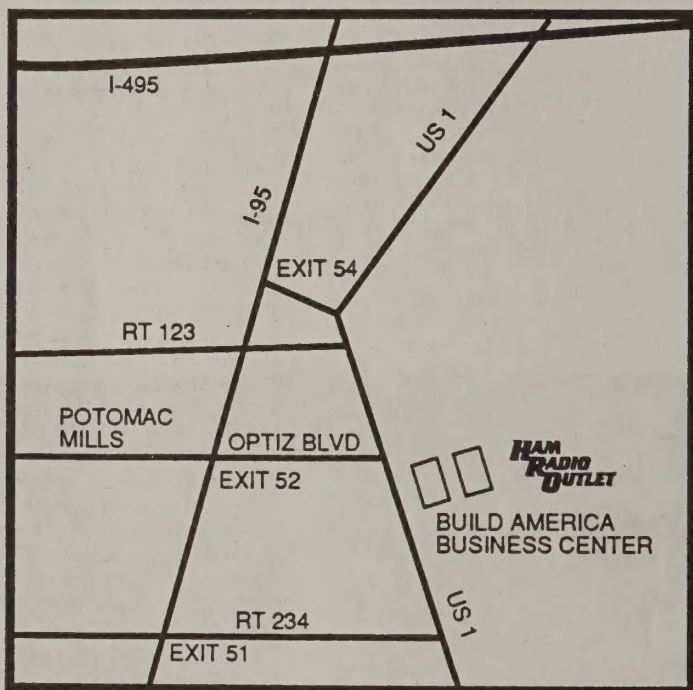 I-495
US 1
I-95
EXIT 54
RT 123
POTOMAC
MILLS
OPTIZ BLVD
EXIT 52
HAM
RADIO
OUTLET
BUILD AMERICA
BUSINESS CENTER
RT 234
US 1
EXIT 51